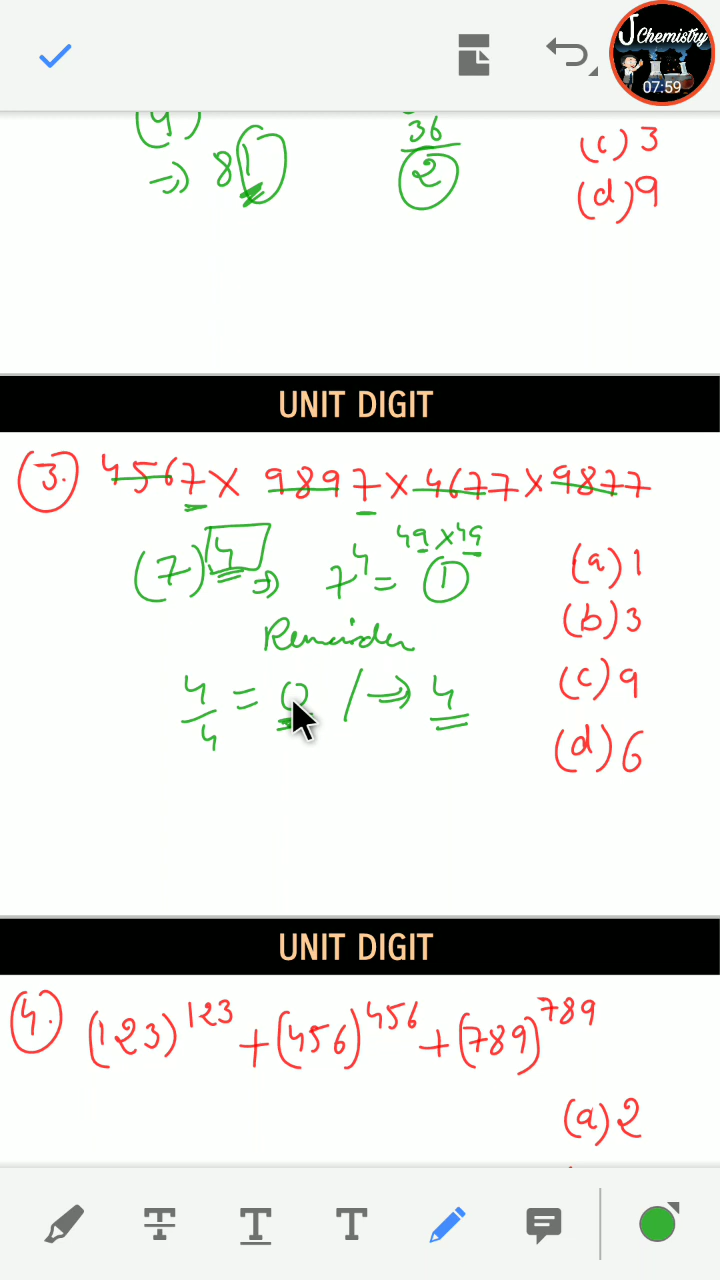 J Chemistry
07:59
(4)
36
(c) 3
⇒ 81
2
(d) 9
UNIT DIGIT
3. 4567 × 9897 × 4677 × 9877
49 × 49
(7)^4 ⇒ 7^4 = 1
(a) 1
(b) 3
Remeider
4/4 = 0 / ⇒ 4
(c) 9
(d) 6
UNIT DIGIT
4. (123)^123 + (456)^456 + (789)^789
(a) 2
T T T